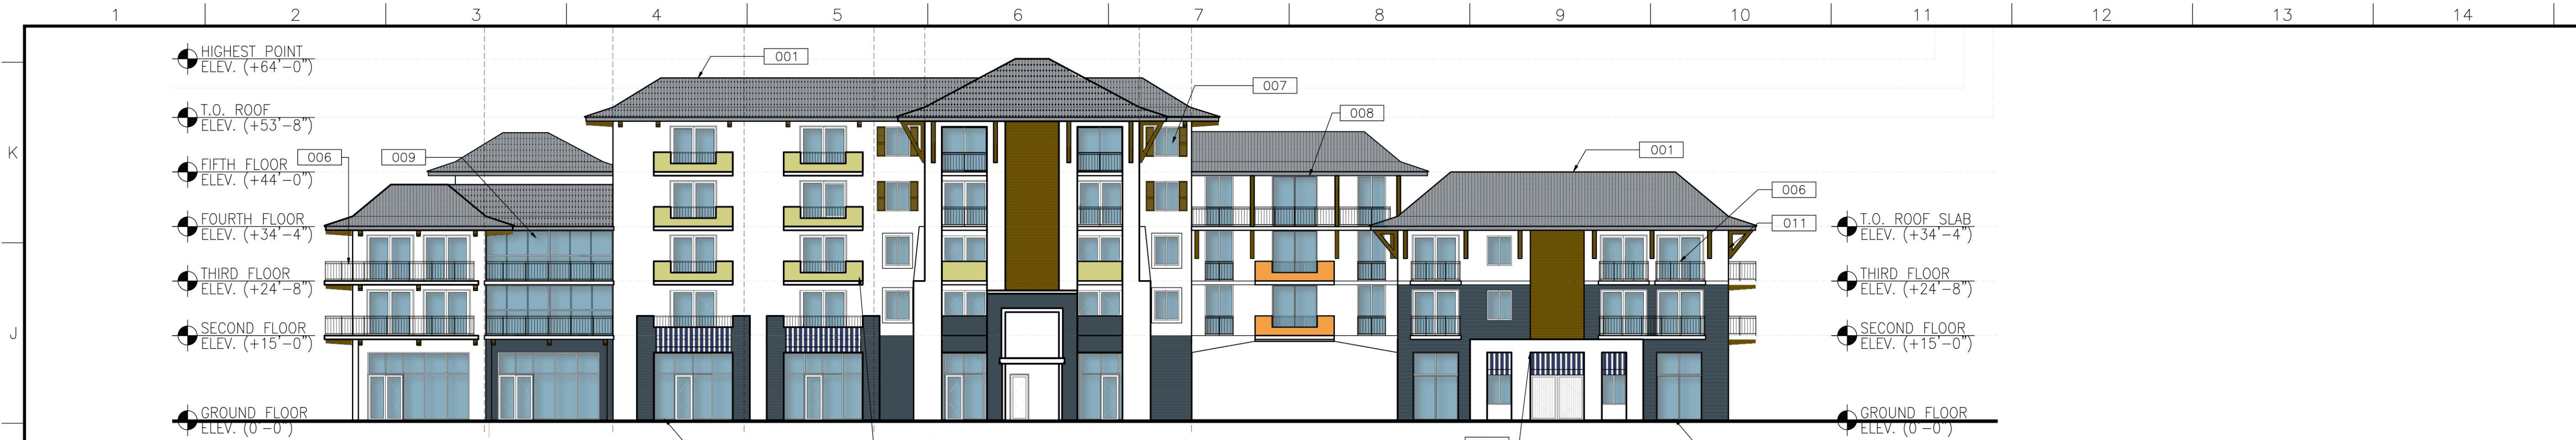 1 2 3 4 5 6 7 8 9 10 11 12 13 14
HIGHEST POINT
ELEV. (+64'-0")
001
007
008
T.O. ROOF
ELEV. (+53'-8")
K
006
009
001
FIFTH FLOOR
ELEV. (+44'-0")
006
011
FOURTH FLOOR
ELEV. (+34'-4")
T.O. ROOF SLAB
ELEV. (+34'-4")
THIRD FLOOR
ELEV. (+24'-8")
THIRD FLOOR
ELEV. (+24'-8")
J
SECOND FLOOR
ELEV. (+15'-0")
SECOND FLOOR
ELEV. (+15'-0")
GROUND FLOOR
ELEV. (0'-0")
GROUND FLOOR
ELEV. (0'-0")